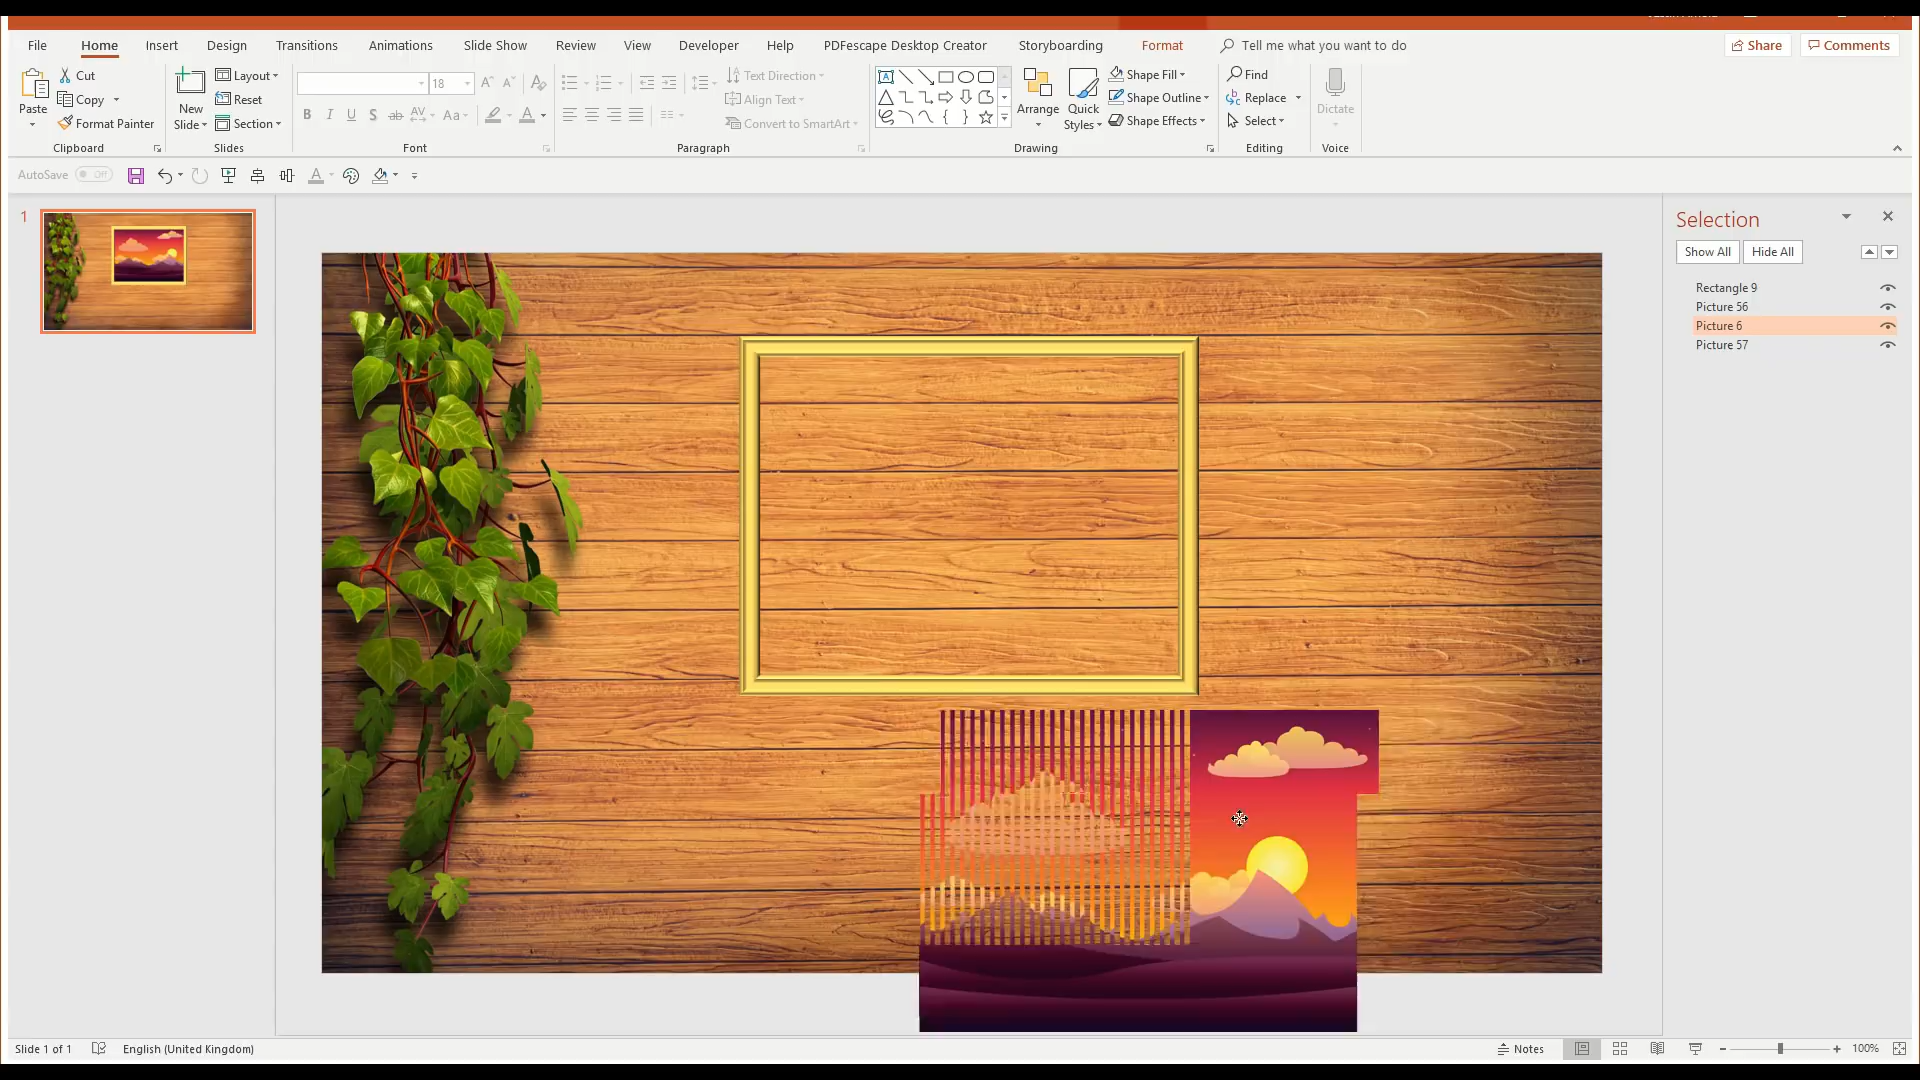 File Home Insert Design Transitions Animations Slide Show Review View Developer Help PDFescape Desktop Creator Storyboarding Format Tell me what you want to do Share Comments
Paste Cut Copy Format Painter Clipboard
New Slide Layout Reset Section Slides
18 B I U S ab AV Aa A Font
Text Direction Align Text Convert to SmartArt Paragraph
Arrange Quick Styles Shape Fill Shape Outline Shape Effects Drawing
Find Replace Select Editing
Dictate Voice
AutoSave Off
1
Selection
Show All Hide All
Rectangle 9
Picture 56
Picture 6
Picture 57
Slide 1 of 1 English (United Kingdom) Notes 100%